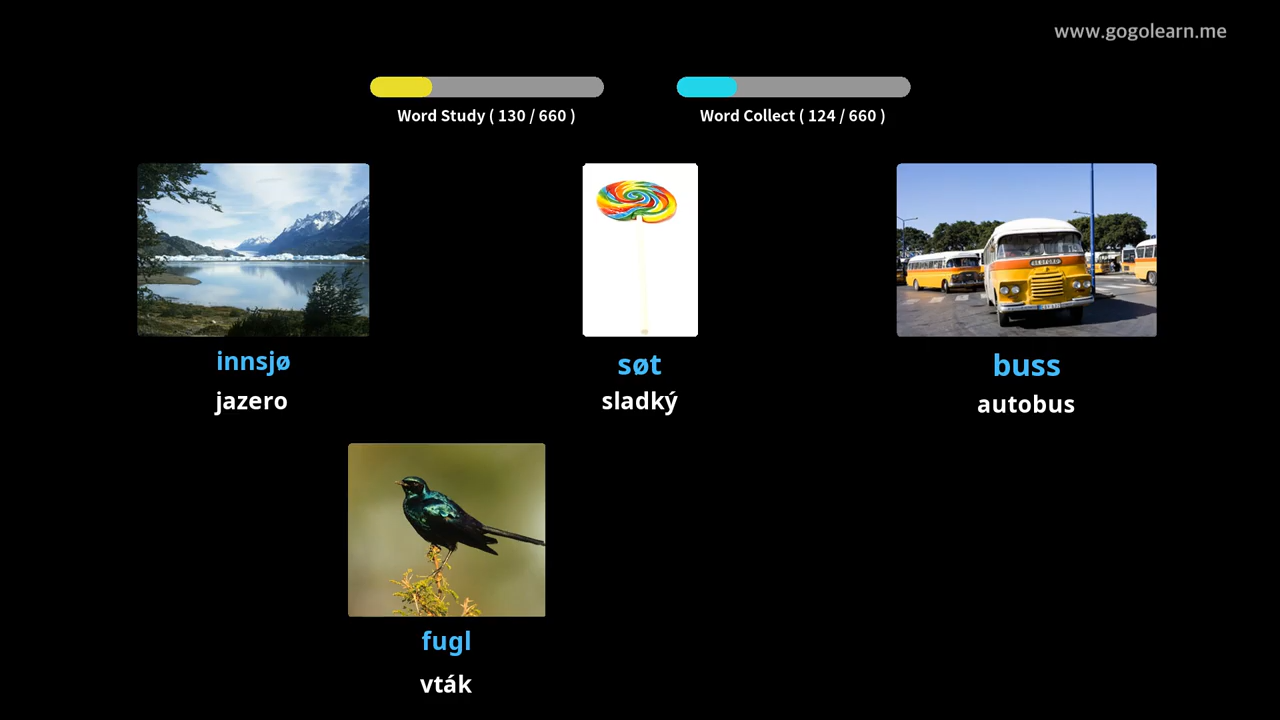 www.gogolearn.me
Word Study ( 130 / 660 )
Word Collect ( 124 / 660 )
innsjø
jazero
søt
sladký
buss
autobus
fugl
vták